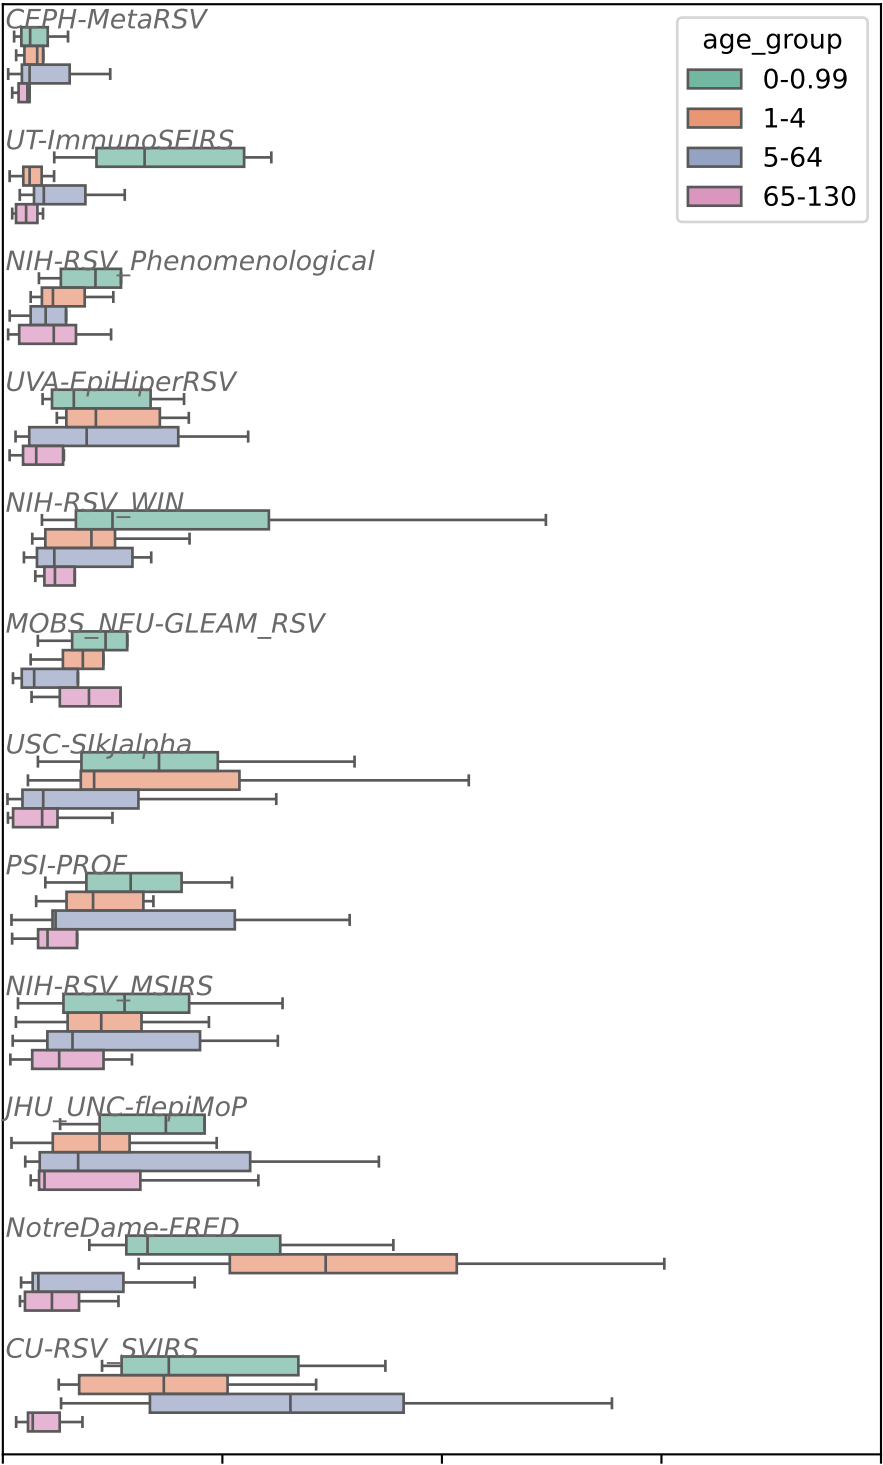 CEPH-MetaRSV
age_group
0-0.99
1-4
5-64
65-130
UT-ImmunoSEIRS
NIH-RSV_Phenomenological
UVA-EpiHiperRSV
NIH-RSV_WIN
MOBS_NEU-GLEAM_RSV
USC-SIkJalpha
PSI-PROF
NIH-RSV_MSIRS
JHU_UNC-flepiMoP
NotreDame-FRED
CU-RSV_SVIRS